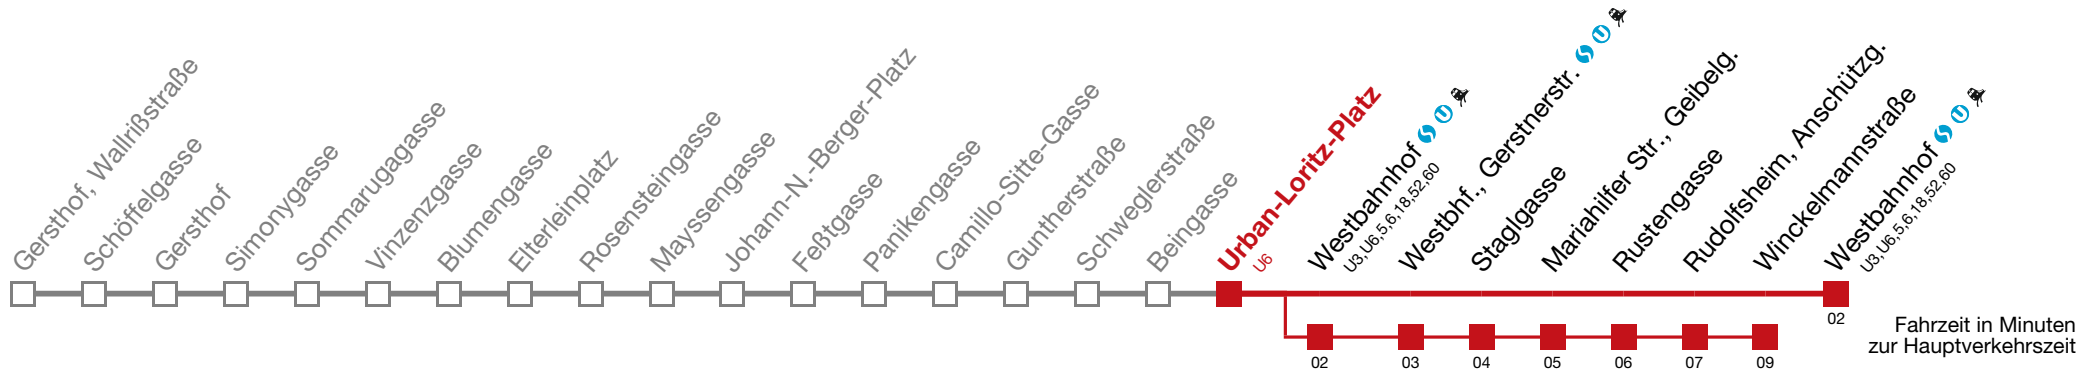 Gersthof, Wallrißstraße
Schöffelgasse
Gersthof
Simonygasse
Sommarugagasse
Vinzenzgasse
Blumengasse
Elterleinplatz
Rosensteingasse
Mayssengasse
Johann-N.-Berger-Platz
Feßtgasse
Panikengasse
Camillo-Sitte-Gasse
Guntherstraße
Schweglerstraße
Beingasse
Urban-Loritz-Platz
U6
Westbahnhof
U3,U6,5,6,18,52,60
Westbhf., Gerstnerstr.
Staglgasse
Mariahilfer Str., Geibelg.
Rustengasse
Rudolfsheim, Anschützg.
Winckelmannstraße
Westbahnhof
U3,U6,5,6,18,52,60
02
02
03
04
05
06
07
09
Fahrzeit in Minuten
zur Hauptverkehrszeit